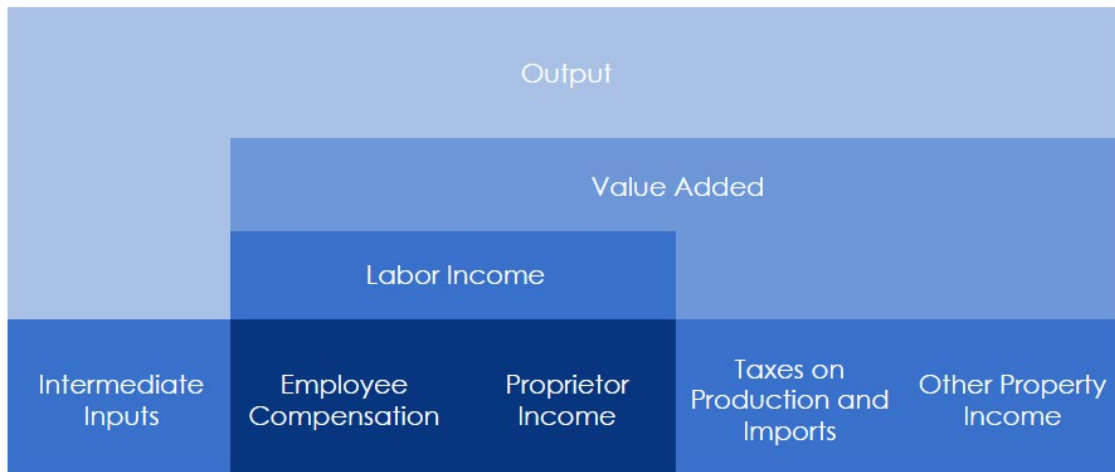 Output
Value Added
Labor Income
Intermediate
Inputs
Employee
Compensation
Proprietor
Income
Taxes on
Production and
Imports
Other Property
Income